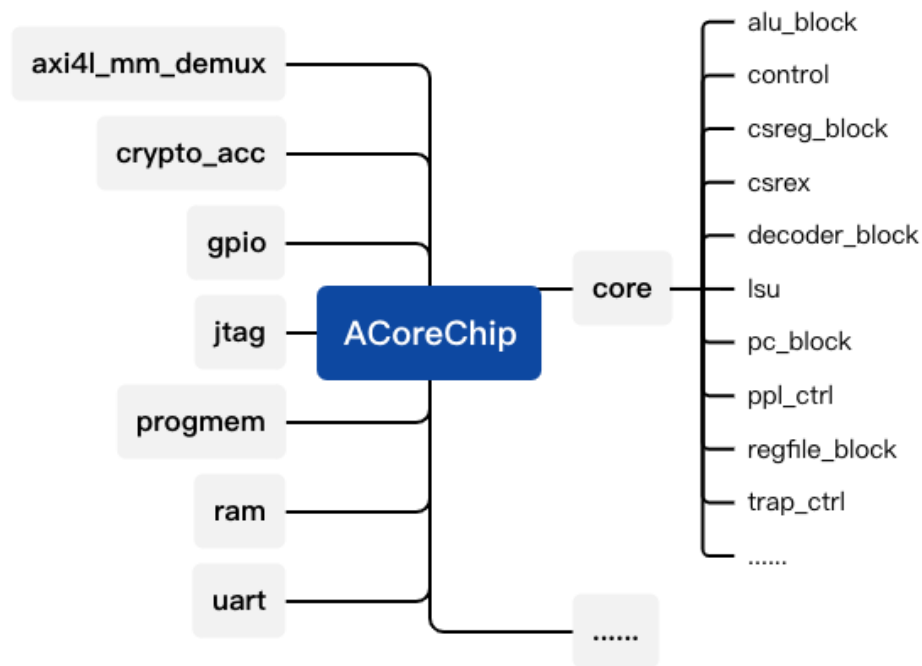 axi4l_mm_demux
crypto_acc
gpio
jtag
progmem
ram
uart
ACoreChip
core
......
alu_block
control
csreg_block
csrex
decoder_block
lsu
pc_block
ppl_ctrl
regfile_block
trap_ctrl
......